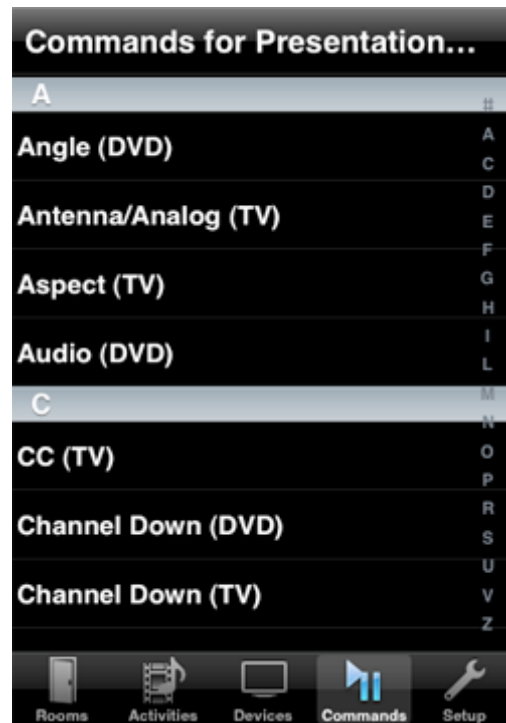 Commands for Presentation...
A
Angle (DVD)
Antenna/Analog (TV)
Aspect (TV)
Audio (DVD)
C
CC (TV)
Channel Down (DVD)
Channel Down (TV)
#
A
C
D
E
F
G
H
I
L
M
N
O
P
R
S
U
V
Z
Rooms Activities Devices Commands Setup